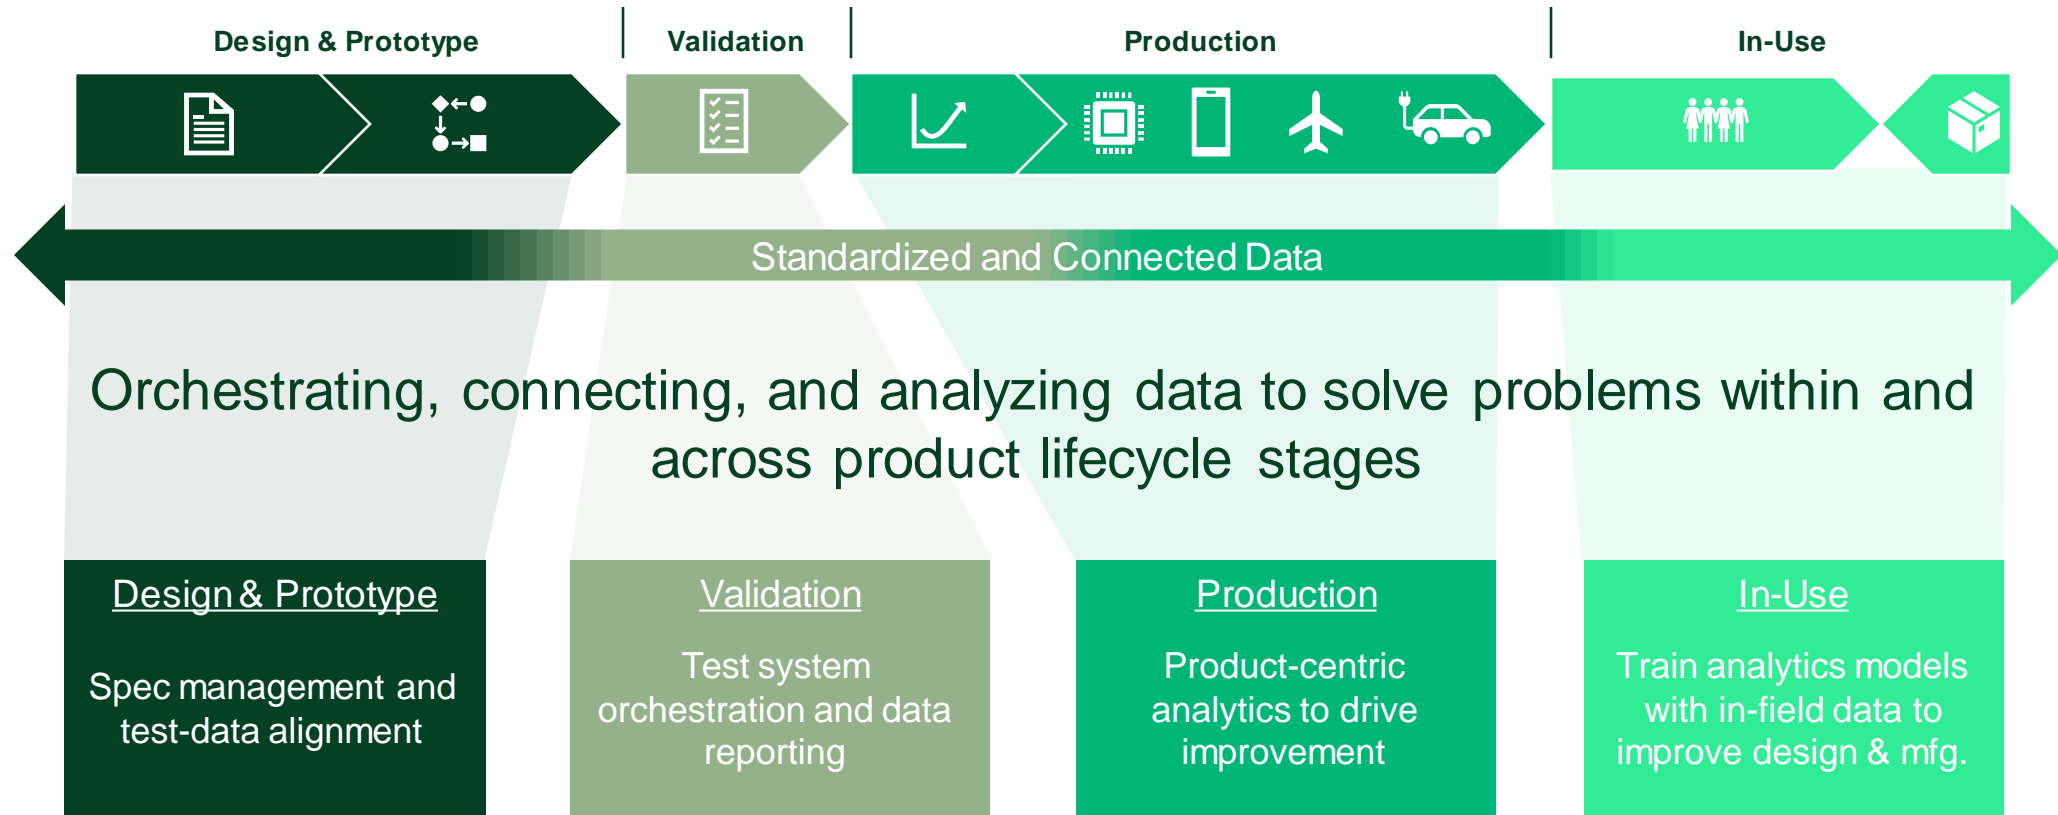 Design & Prototype
Validation
Production
In-Use
Standardized and Connected Data
Orchestrating, connecting, and analyzing data to solve problems within and
across product lifecycle stages
Design & Prototype
Spec management and
test-data alignment
Validation
Test system
orchestration and data
reporting
Production
Product-centric
analytics to drive
improvement
In-Use
Train analytics models
with in-field data to
improve design & mfg.